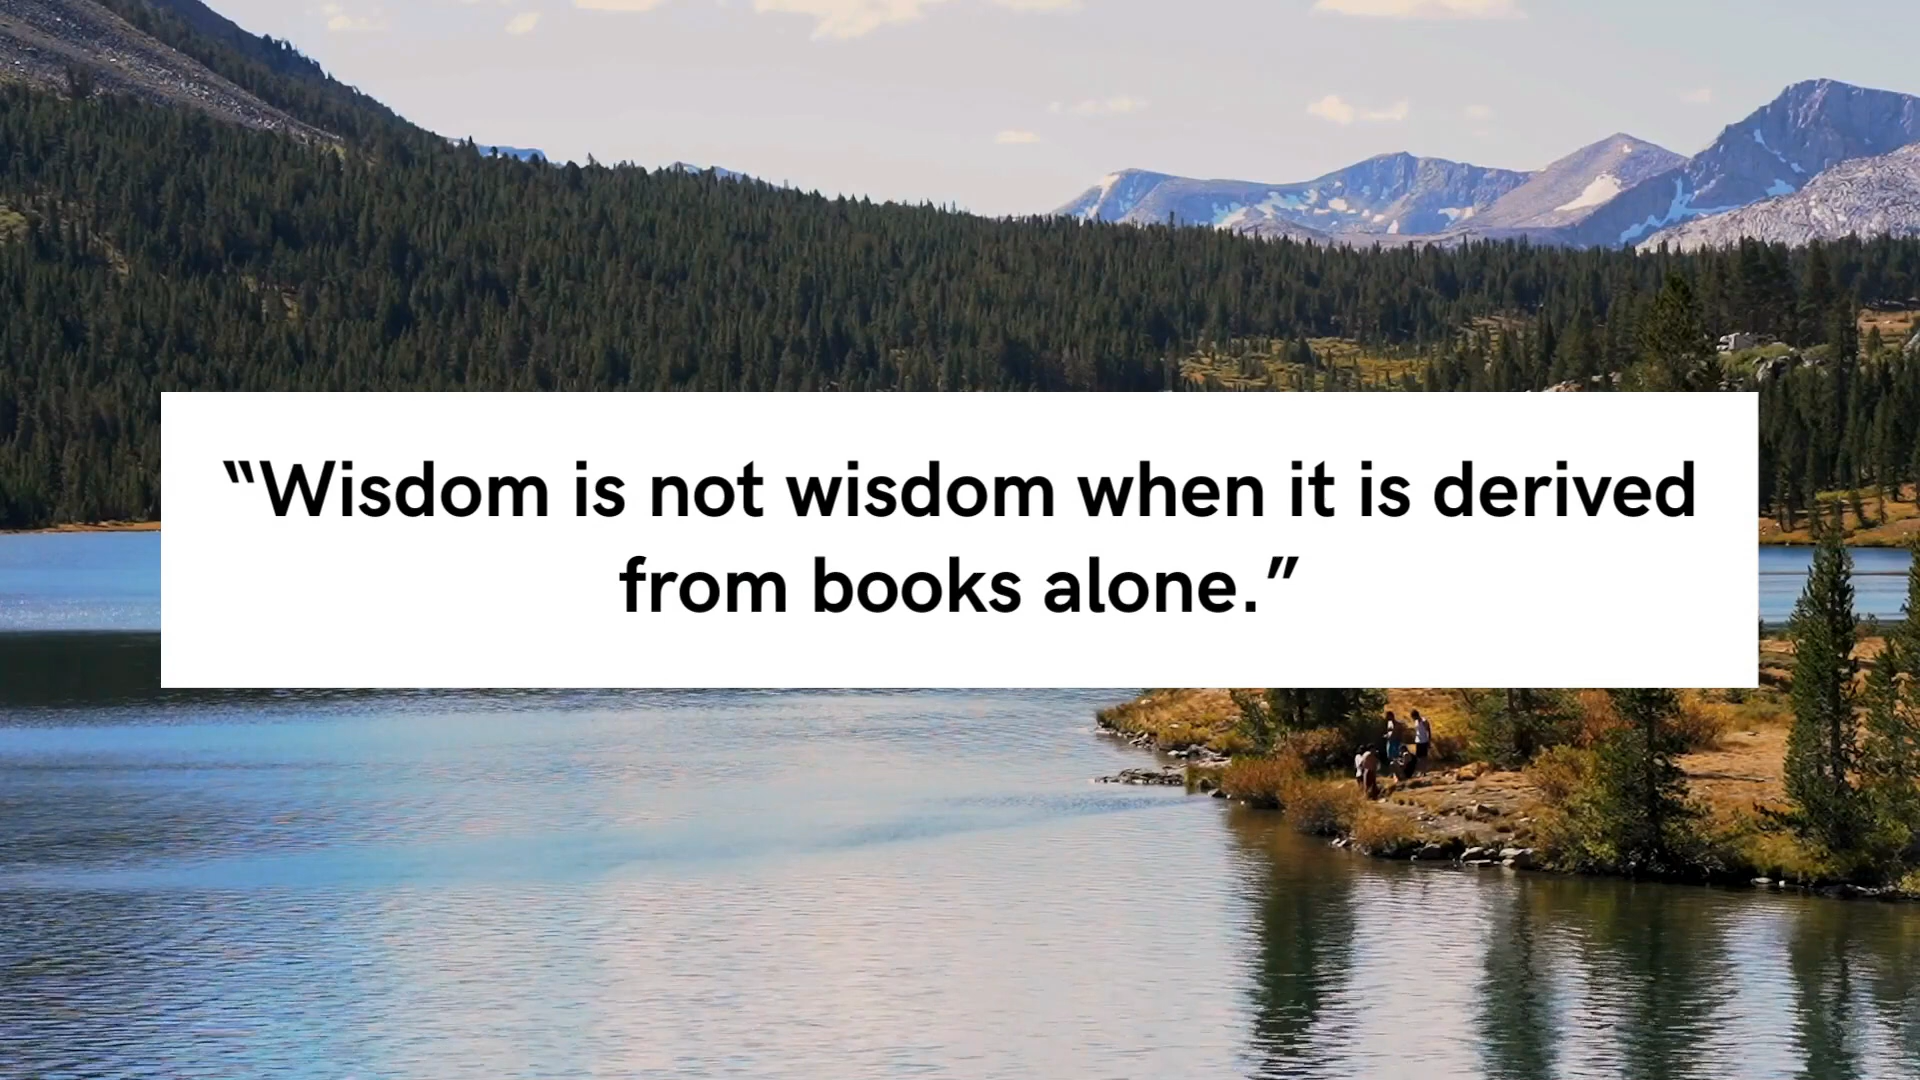 “Wisdom is not wisdom when it is derived
from books alone.”